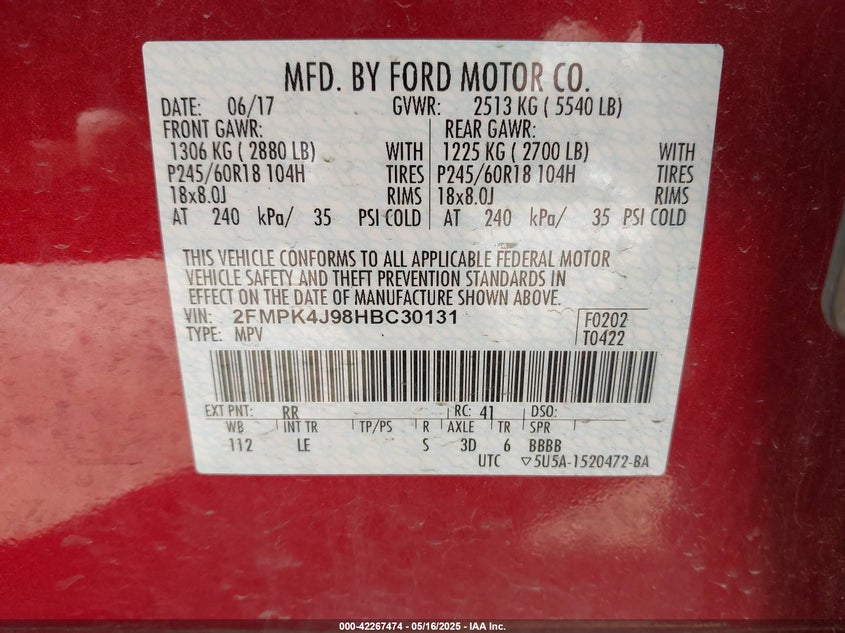 MFD. BY FORD MOTOR CO.
DATE: 06/17 GVWR: 2513 KG ( 5540 LB)
FRONT GAWR: REAR GAWR:
1306 KG ( 2880 LB) WITH 1225 KG ( 2700 LB) WITH
P245/60R18 104H TIRES P245/60R18 104H TIRES
18x8.0J RIMS 18x8.0J RIMS
AT 240 kPa/ 35 PSI COLD AT 240 kPa/ 35 PSI COLD
THIS VEHICLE CONFORMS TO ALL APPLICABLE FEDERAL MOTOR
VEHICLE SAFETY AND THEFT PREVENTION STANDARDS IN
EFFECT ON THE DATE OF MANUFACTURE SHOWN ABOVE.
VIN: 2FMPK4J98HBC30131 F0202
TYPE: MPV T0422
EXT PNT: RR RC: 41 DSO:
WB INT TR TP/PS R AXLE TR SPR
112 LE S 3D 6 BBBB
UTC ▽5U5A-1520472-BA
000-42267474 — 05/16/2025 — IAA Inc.